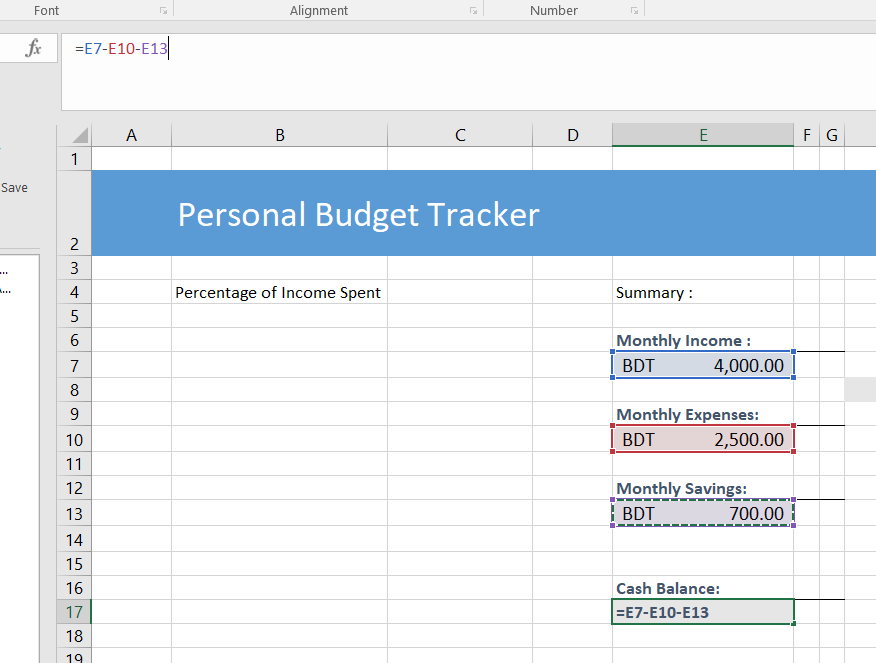 Font Alignment Number
fx =E7-E10-E13
A B C D E F G
1
Save
2 Personal Budget Tracker
3
4 Percentage of Income Spent Summary :
5
6 Monthly Income :
7 BDT 4,000.00
8
9 Monthly Expenses:
10 BDT 2,500.00
11
12 Monthly Savings:
13 BDT 700.00
14
15
16 Cash Balance:
17 =E7-E10-E13
18
19